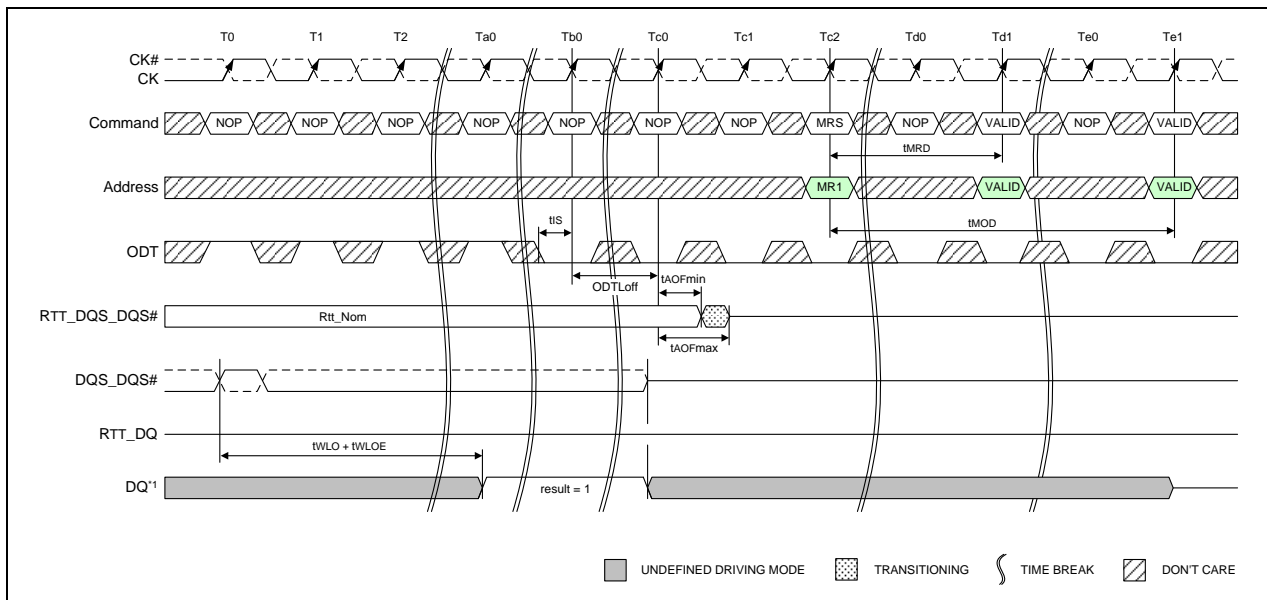 T0 T1 T2 Ta0 Tb0 Tc0 Tc1 Tc2 Td0 Td1 Te0 Te1
CK#
CK
Command NOP NOP NOP NOP NOP NOP NOP MRS NOP VALID NOP VALID
tMRD
Address MR1 VALID VALID
tIS
tMOD
ODT
ODTLoff
tAOFmin
RTT_DQS_DQS# Rtt_Nom
tAOFmax
DQS_DQS#
RTT_DQ
tWLO + tWLOE
DQ*1 result = 1
UNDEFINED DRIVING MODE TRANSITIONING TIME BREAK DON'T CARE